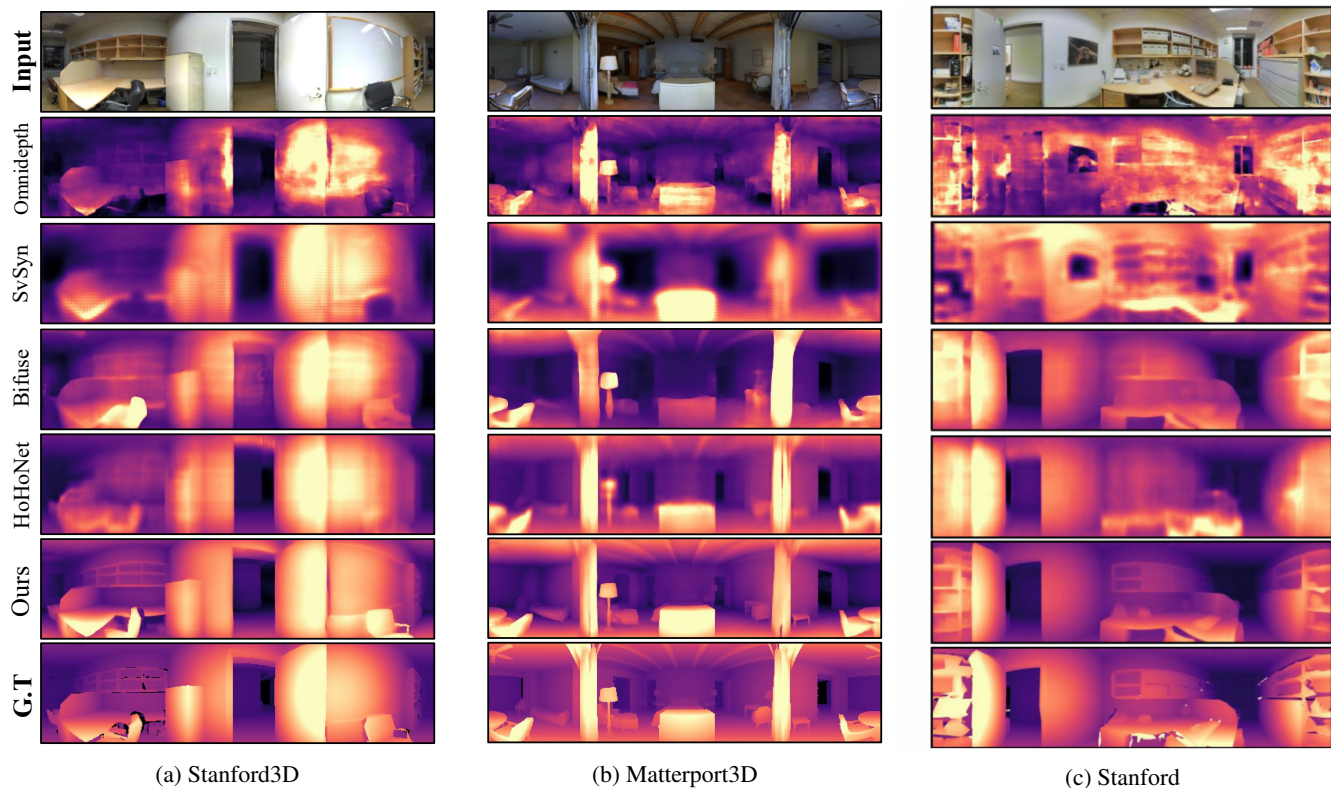 Input
Omnidepth
SvSyn
Bifuse
HoHoNet
Ours
G.T
(a) Stanford3D
(b) Matterport3D
(c) Stanford